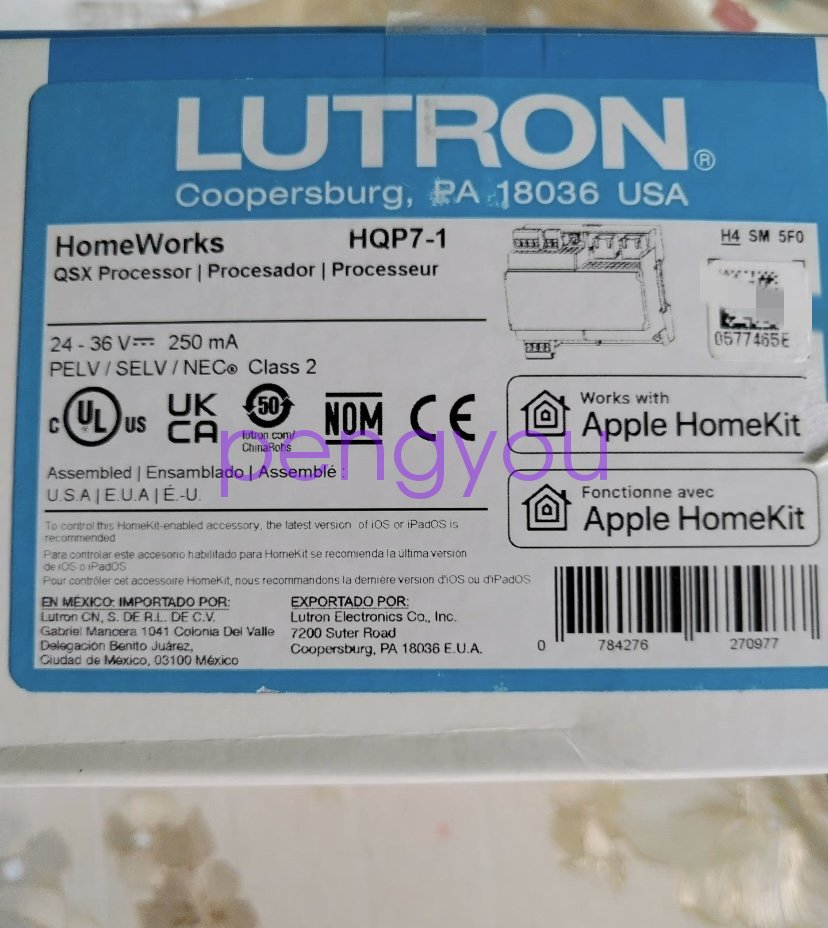 LUTRON®
Coopersburg, PA 18036 USA
HomeWorks HQP7-1
QSX Processor | Procesador | Processeur
H4 SM 5F0
0577465E
24 - 36 V⎓ 250 mA
PELV / SELV / NEC® Class 2
C UL US
UK
CA
50
lutron.com/
ChinaRohs
NOM
CE
Works with
Apple HomeKit
Fonctionne avec
Apple HomeKit
pengyou
Assembled | Ensamblado | Assemblé :
U.S.A | E.U.A | É.-U.
To control this HomeKit-enabled accessory, the latest version of iOS or iPadOS is
recommended
Para controlar este accesorio habilitado para HomeKit se recomienda la última version
de iOS o iPadOS
Pour contrôler cet accessoire HomeKit, nous recommandons la dernière version d'iOS ou d'iPadOS
EN MÉXICO: IMPORTADO POR:
Lutron CN, S. DE R.L. DE C.V.
Gabriel Mancera 1041 Colonia Del Valle
Delegación Benito Juárez,
Ciudad de México, 03100 México
EXPORTADO POR:
Lutron Electronics Co., Inc.
7200 Suter Road
Coopersburg, PA 18036 E.U.A.
0 784276 270977